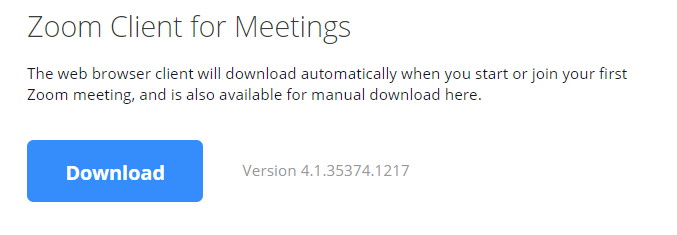 Zoom Client for Meetings
The web browser client will download automatically when you start or join your first
Zoom meeting, and is also available for manual download here.
Download
Version 4.1.35374.1217